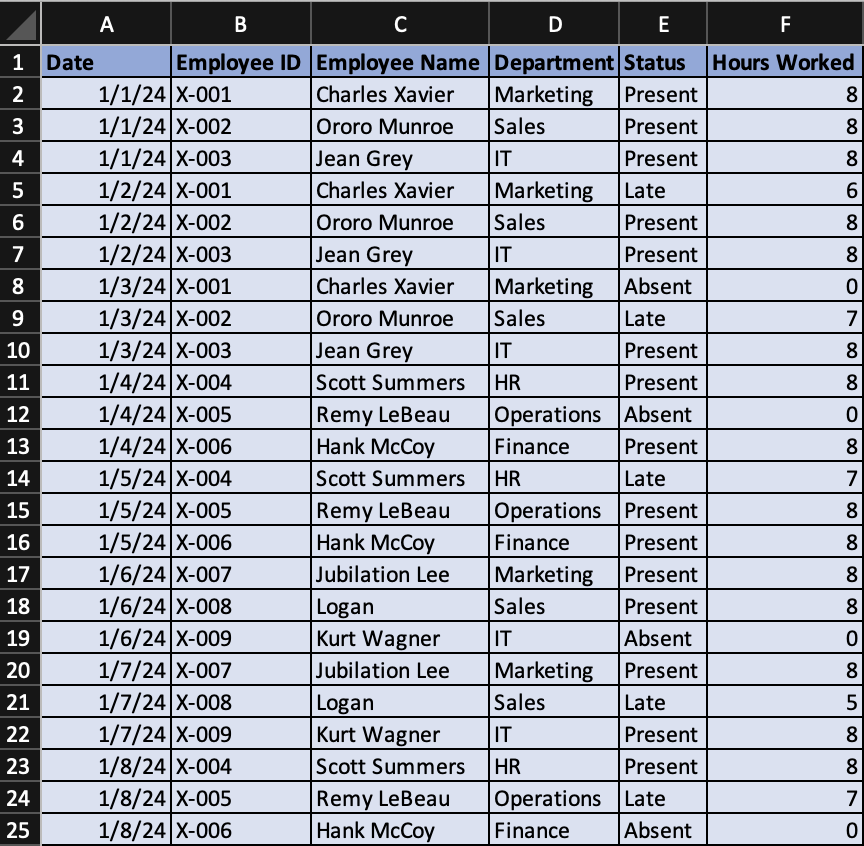 A B C D E F
1 Date Employee ID Employee Name Department Status Hours Worked
2 1/1/24 X-001 Charles Xavier Marketing Present 8
3 1/1/24 X-002 Ororo Munroe Sales Present 8
4 1/1/24 X-003 Jean Grey IT Present 8
5 1/2/24 X-001 Charles Xavier Marketing Late 6
6 1/2/24 X-002 Ororo Munroe Sales Present 8
7 1/2/24 X-003 Jean Grey IT Present 8
8 1/3/24 X-001 Charles Xavier Marketing Absent 0
9 1/3/24 X-002 Ororo Munroe Sales Late 7
10 1/3/24 X-003 Jean Grey IT Present 8
11 1/4/24 X-004 Scott Summers HR Present 8
12 1/4/24 X-005 Remy LeBeau Operations Absent 0
13 1/4/24 X-006 Hank McCoy Finance Present 8
14 1/5/24 X-004 Scott Summers HR Late 7
15 1/5/24 X-005 Remy LeBeau Operations Present 8
16 1/5/24 X-006 Hank McCoy Finance Present 8
17 1/6/24 X-007 Jubilation Lee Marketing Present 8
18 1/6/24 X-008 Logan Sales Present 8
19 1/6/24 X-009 Kurt Wagner IT Absent 0
20 1/7/24 X-007 Jubilation Lee Marketing Present 8
21 1/7/24 X-008 Logan Sales Late 5
22 1/7/24 X-009 Kurt Wagner IT Present 8
23 1/8/24 X-004 Scott Summers HR Present 8
24 1/8/24 X-005 Remy LeBeau Operations Late 7
25 1/8/24 X-006 Hank McCoy Finance Absent 0